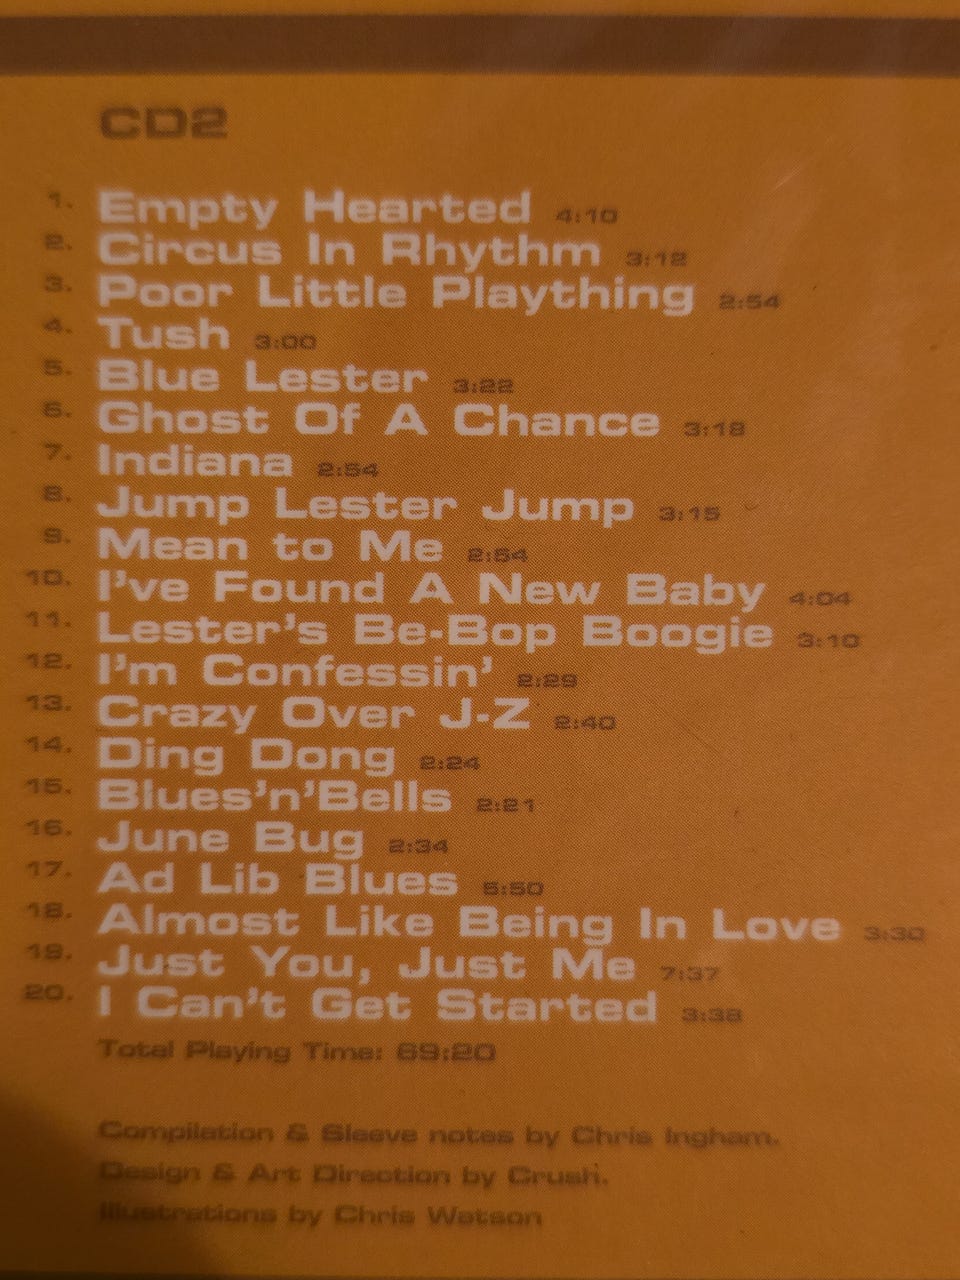 CD2
1. Empty Hearted 4:10
2. Circus In Rhythm 3:12
3. Poor Little Plaything 2:54
4. Tush 3:00
5. Blue Lester 3:22
6. Ghost Of A Chance 3:18
7. Indiana 2:54
8. Jump Lester Jump 3:15
9. Mean to Me 2:54
10. I've Found A New Baby 4:04
11. Lester's Be-Bop Boogie 3:10
12. I'm Confessin' 2:29
13. Crazy Over J-Z 2:40
14. Ding Dong 2:24
15. Blues'n'Bells 2:21
16. June Bug 2:34
17. Ad Lib Blues 5:50
18. Almost Like Being In Love 3:30
19. Just You, Just Me 7:37
20. I Can't Get Started 3:38
Total Playing Time: 69:20
Compilation & Sleeve notes by Chris Ingham.
Design & Art Direction by Crush.
Illustrations by Chris Watson